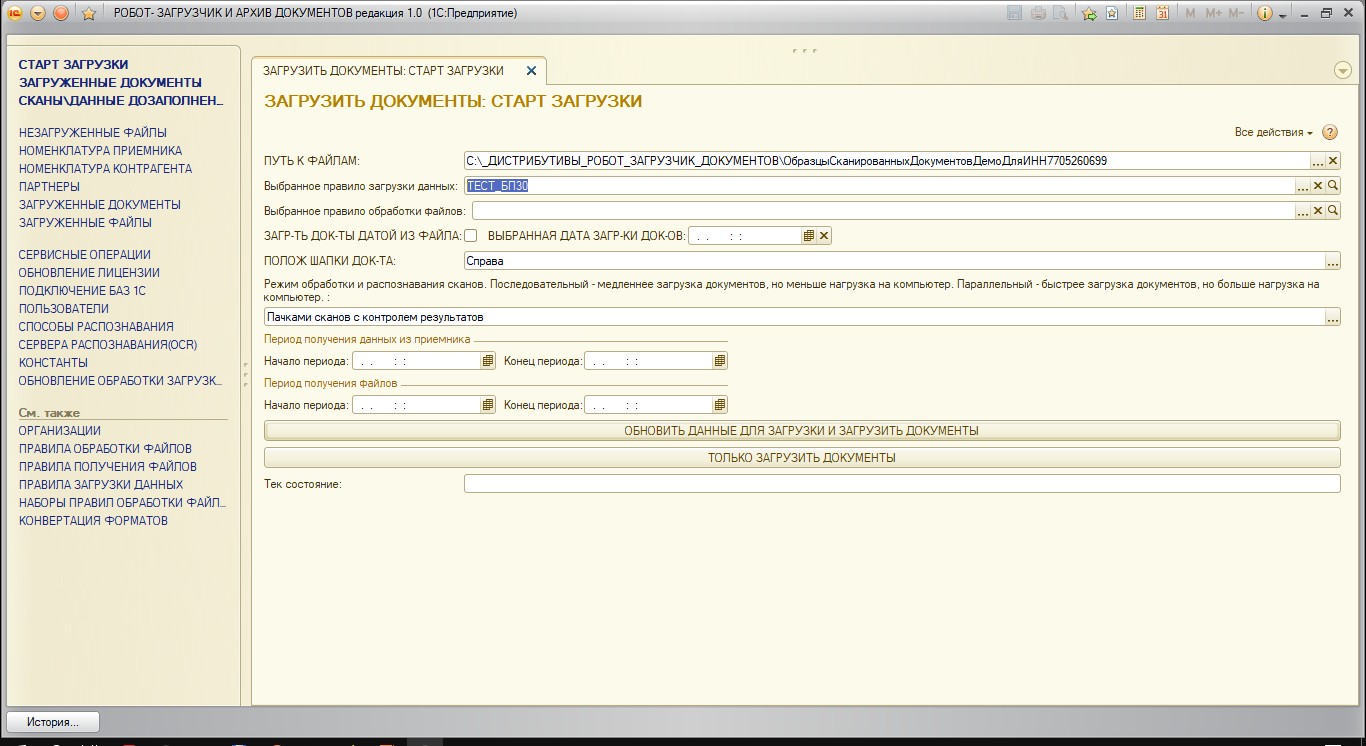 РОБОТ- ЗАГРУЗЧИК И АРХИВ ДОКУМЕНТОВ редакция 1.0 (1С:Предприятие)
M M+ M-
СТАРТ ЗАГРУЗКИ
ЗАГРУЖЕННЫЕ ДОКУМЕНТЫ
СКАНЫ\ДАННЫЕ ДОЗАПОЛНЕН...
НЕЗАГРУЖЕННЫЕ ФАЙЛЫ
НОМЕНКЛАТУРА ПРИЕМНИКА
НОМЕНКЛАТУРА КОНТРАГЕНТА
ПАРТНЕРЫ
ЗАГРУЖЕННЫЕ ДОКУМЕНТЫ
ЗАГРУЖЕННЫЕ ФАЙЛЫ
СЕРВИСНЫЕ ОПЕРАЦИИ
ОБНОВЛЕНИЕ ЛИЦЕНЗИИ
ПОДКЛЮЧЕНИЕ БАЗ 1С
ПОЛЬЗОВАТЕЛИ
СПОСОБЫ РАСПОЗНАВАНИЯ
СЕРВЕРА РАСПОЗНАВАНИЯ(OCR)
КОНСТАНТЫ
ОБНОВЛЕНИЕ ОБРАБОТКИ ЗАГРУЗК...
См. также
ОРГАНИЗАЦИИ
ПРАВИЛА ОБРАБОТКИ ФАЙЛОВ
ПРАВИЛА ПОЛУЧЕНИЯ ФАЙЛОВ
ПРАВИЛА ЗАГРУЗКИ ДАННЫХ
НАБОРЫ ПРАВИЛ ОБРАБОТКИ ФАЙЛ...
КОНВЕРТАЦИЯ ФОРМАТОВ
ЗАГРУЗИТЬ ДОКУМЕНТЫ: СТАРТ ЗАГРУЗКИ
ЗАГРУЗИТЬ ДОКУМЕНТЫ: СТАРТ ЗАГРУЗКИ
Все действия
ПУТЬ К ФАЙЛАМ: C:\_ДИСТРИБУТИВЫ_РОБОТ_ЗАГРУЗЧИК_ДОКУМЕНТОВ\ОбразцыСканированныхДокументовДемоДляИНН7705260699
Выбранное правило загрузки данных: ТЕСТ_БП30
Выбранное правило обработки файлов:
ЗАГР-ТЬ ДОК-ТЫ ДАТОЙ ИЗ ФАЙЛА: ВЫБРАННАЯ ДАТА ЗАГР-КИ ДОК-ОВ: . . : :
ПОЛОЖ ШАПКИ ДОК-ТА: Справа
Режим обработки и распознавания сканов. Последовательный - медленнее загрузка документов, но меньше нагрузка на компьютер. Параллельный - быстрее загрузка документов, но больше нагрузка на
компьютер. :
Пачками сканов с контролем результатов
Период получения данных из приемника
Начало периода: . . : : Конец периода: . . : :
Период получения файлов
Начало периода: . . : : Конец периода: . . : :
ОБНОВИТЬ ДАННЫЕ ДЛЯ ЗАГРУЗКИ И ЗАГРУЗИТЬ ДОКУМЕНТЫ
ТОЛЬКО ЗАГРУЗИТЬ ДОКУМЕНТЫ
Тек состояние:
История...